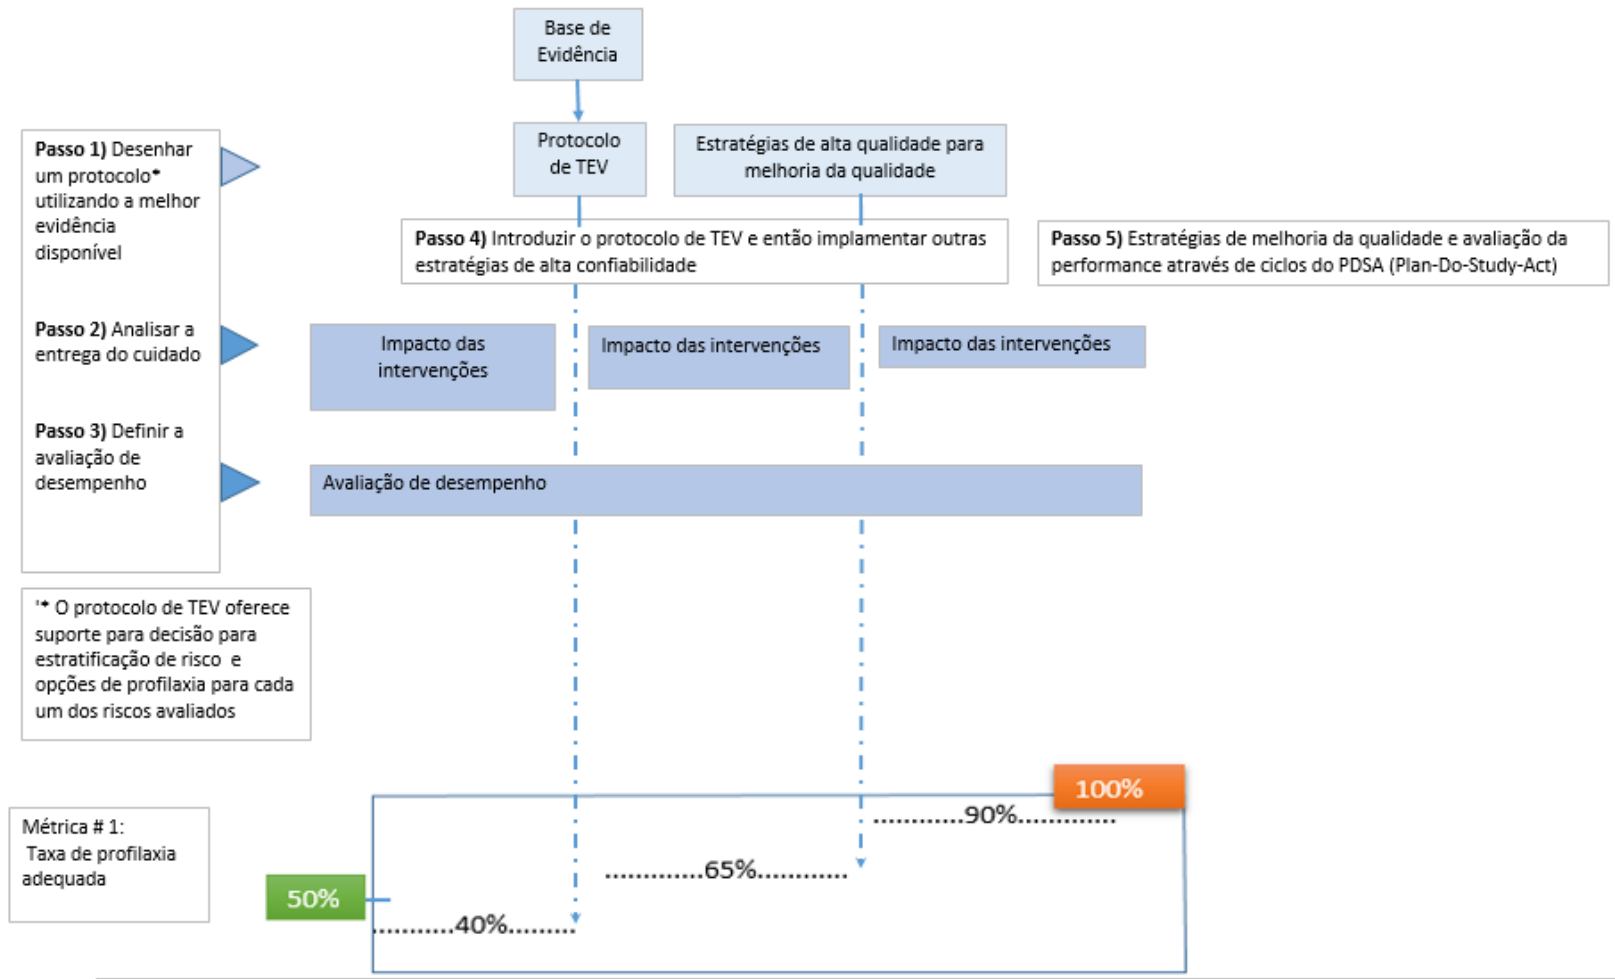 Base de
Evidência
Protocolo
de TEV
Estratégias de alta qualidade para
melhoria da qualidade
Passo 1) Desenhar
um protocolo*
utilizando a melhor
evidência
disponível
Passo 4) Introduzir o protocolo de TEV e então implamentar outras
estratégias de alta confiabilidade
Passo 5) Estratégias de melhoria da qualidade e avaliação da
performance através de ciclos do PDSA (Plan-Do-Study-Act)
Passo 2) Analisar a
entrega do cuidado
Impacto das
intervenções
Impacto das intervenções
Impacto das intervenções
Passo 3) Definir a
avaliação de
desempenho
Avaliação de desempenho
'* O protocolo de TEV oferece
suporte para decisão para
estratificação de risco e
opções de profilaxia para cada
um dos riscos avaliados
Métrica # 1:
Taxa de profilaxia
adequada
100%
............90%.............
............65%............
50%
..........40%.........